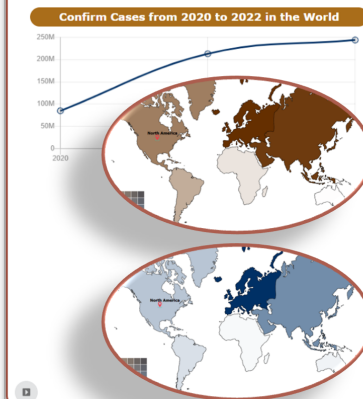 Confirm Cases from 2020 to 2022 in the World
250M
200M
150M
100M
50M
0
2020
North America
North America